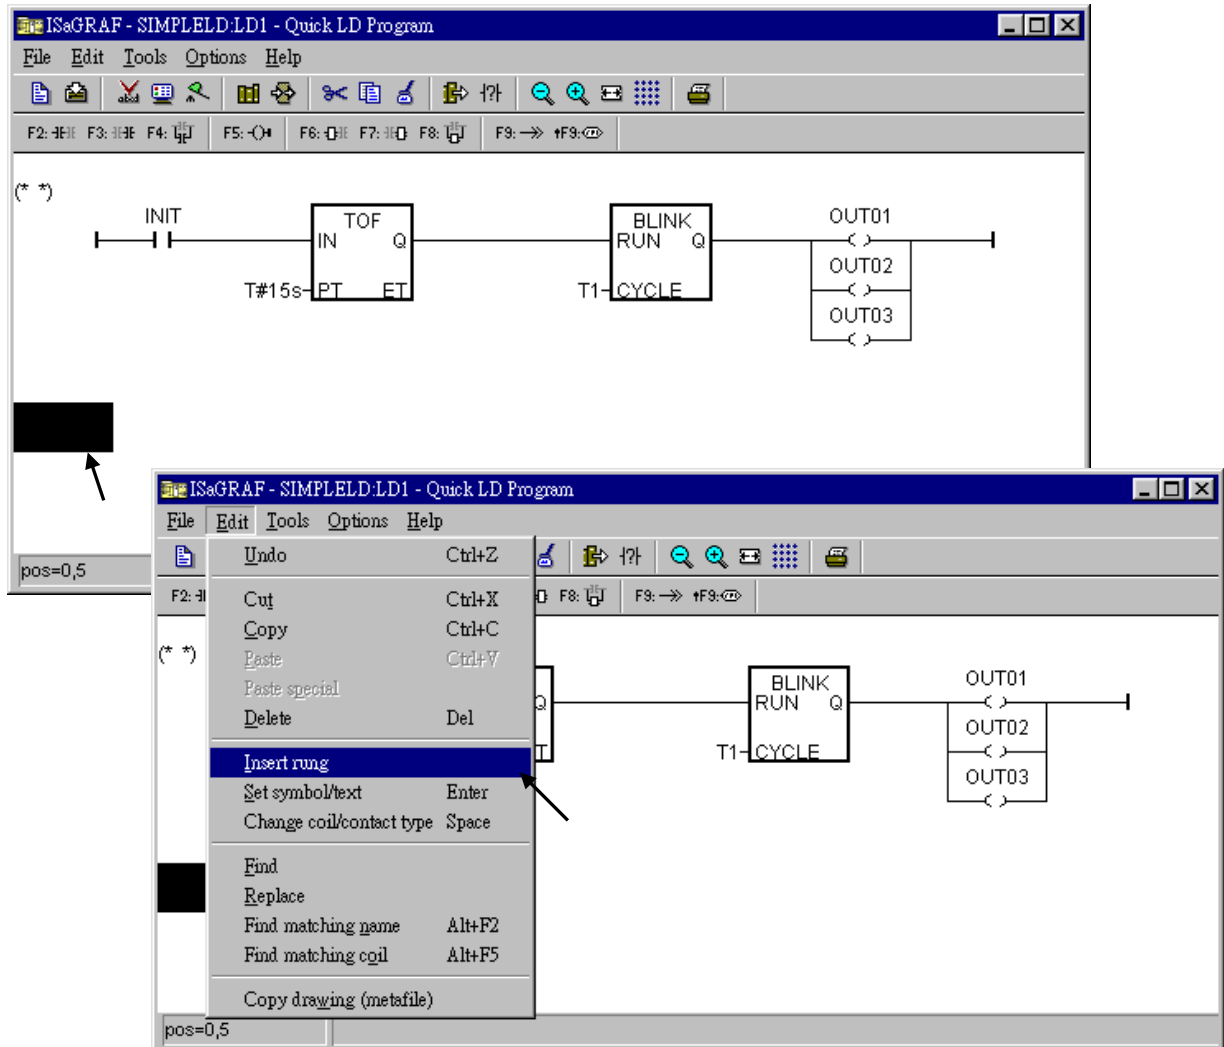 ISaGRAF - SIMPLELD:LD1 - Quick LD Program
File Edit Tools Options Help
F2: F3: F4: F5: F6: F7: F8: F9: F9:
(* *)
INIT TOF BLINK OUT01
IN Q RUN Q
OUT02
T#15s PT ET T1 CYCLE
OUT03
pos=0,5
ISaGRAF - SIMPLELD:LD1 - Quick LD Program
File Edit Tools Options Help
F2: F8: F9: F9:
Undo Ctrl+Z
Cut Ctrl+X
Copy Ctrl+C
Paste Ctrl+V
Paste special
Delete Del
Insert rung
Set symbol/text Enter
Change coil/contact type Space
Find
Replace
Find matching name Alt+F2
Find matching coil Alt+F5
Copy drawing (metafile)
(* *)
BLINK OUT01
Q RUN Q
OUT02
T T1 CYCLE
OUT03
pos=0,5